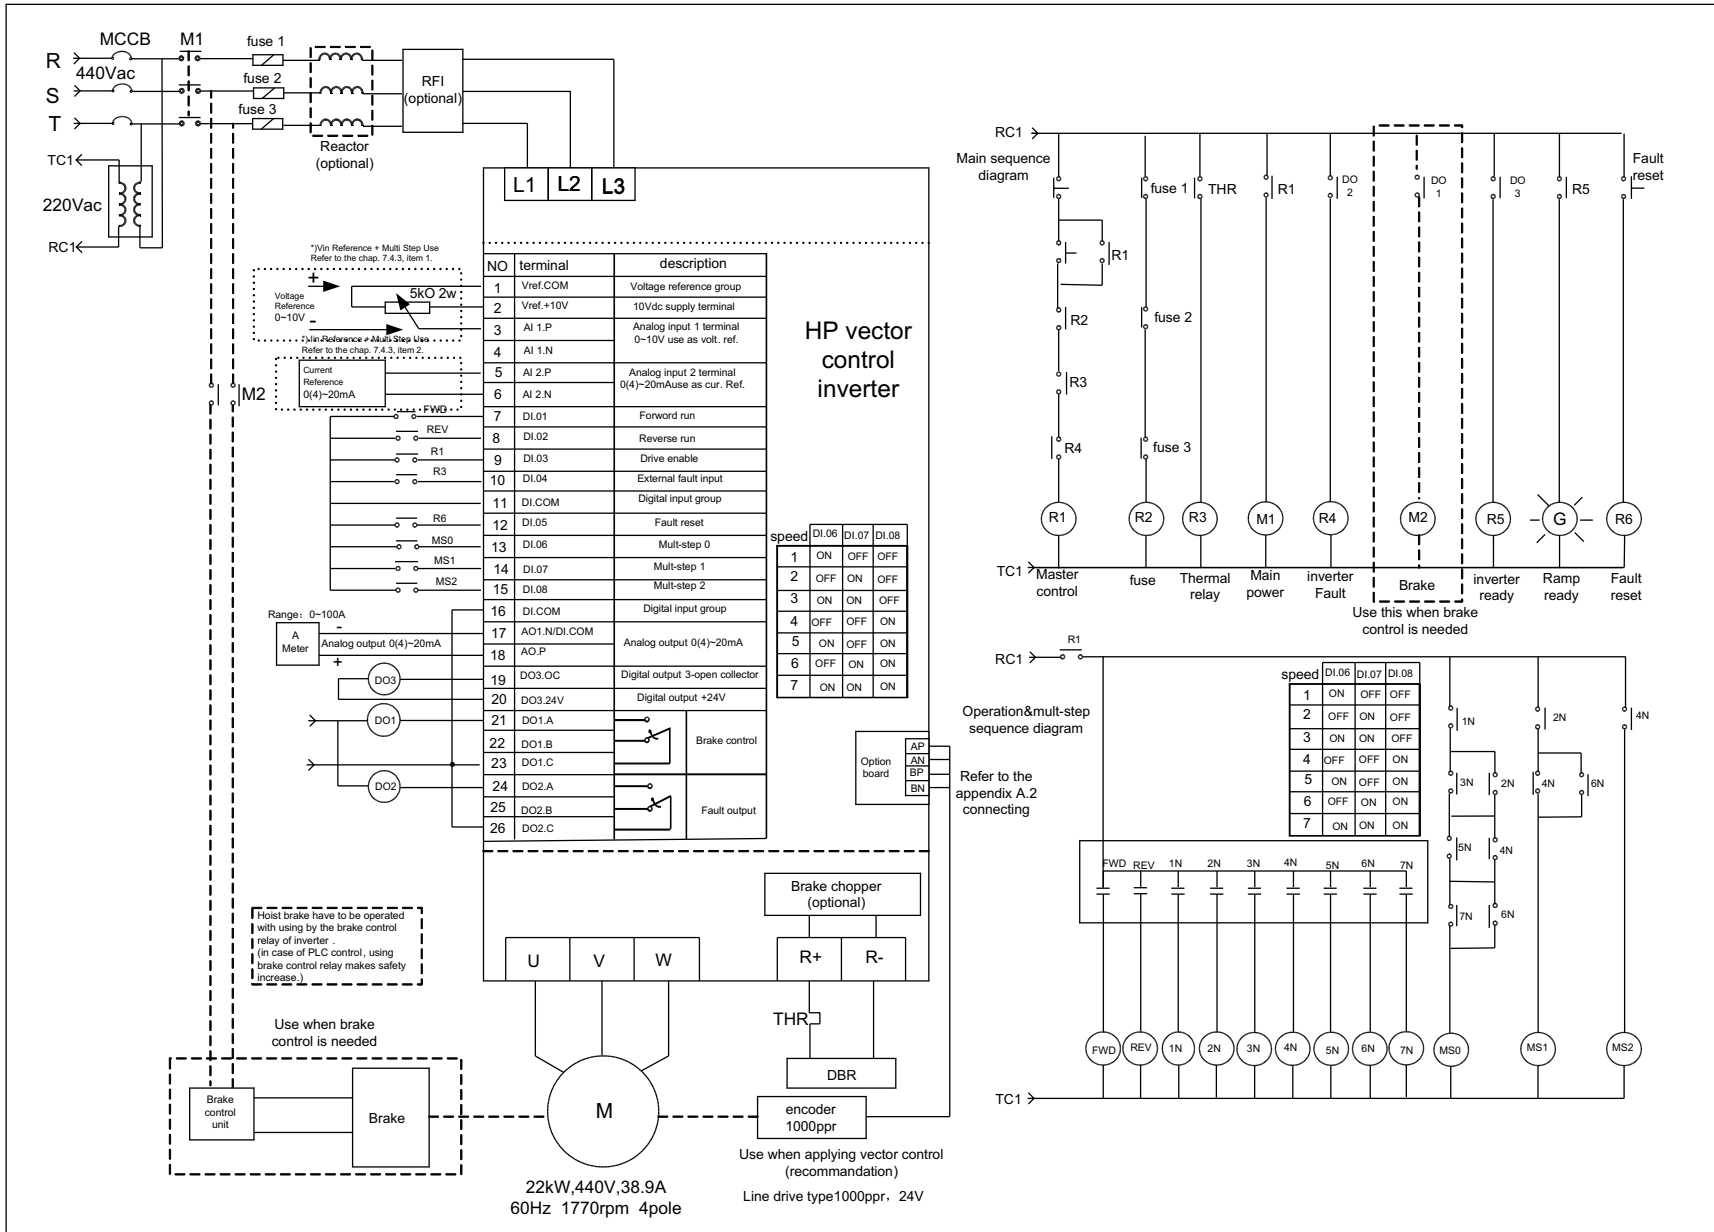 R
S
T
MCCB
440Vac
M1
fuse 1
fuse 2
fuse 3
Reactor
(optional)
RFI
(optional)
TC1
220Vac
RC1
L1 L2 L3
*)Vin Reference + Multi Step Use
Refer to the chap. 7.4.3, item 1.
+
Voltage
Reference
0~10V
-
5kO 2w
*)Iin Reference + Multi Step Use
Refer to the chap. 7.4.3, item 2.
Current
Reference
0(4)~20mA
M2
FWD
REV
R1
R3
R6
MS0
MS1
MS2
Range: 0~100A
A
Meter
-
Analog output 0(4)~20mA
+
DO3
DO1
DO2
NO terminal description
1 Vref.COM Voltage reference group
2 Vref.+10V 10Vdc supply terminal
3 AI 1.P Analog input 1 terminal
0~10V use as volt. ref.
4 AI 1.N
5 AI 2.P Analog input 2 terminal
0(4)~20mAuse as cur. Ref.
6 AI 2.N
7 DI.01 Forword run
8 DI.02 Reverse run
9 DI.03 Drive enable
10 DI.04 External fault input
11 DI.COM Digital input group
12 DI.05 Fault reset
13 DI.06 Mult-step 0
14 DI.07 Mult-step 1
15 DI.08 Mult-step 2
16 DI.COM Digital input group
17 AO1.N/DI.COM Analog output 0(4)~20mA
18 AO.P
19 DO3.OC Digital output 3-open collector
20 DO3.24V Digital output +24V
21 DO1.A
22 DO1.B Brake control
23 DO1.C
24 DO2.A
25 DO2.B Fault output
26 DO2.C
HP vector
control
inverter
speed DI.06 DI.07 DI.08
1 ON OFF OFF
2 OFF ON OFF
3 ON ON OFF
4 OFF OFF ON
5 ON OFF ON
6 OFF ON ON
7 ON ON ON
Option
board
AP
AN
BP
BN
Refer to the
appendix A.2
connecting
Brake chopper
(optional)
U V W R+ R-
THR
DBR
Hoist brake have to be operated
with using by the brake control
relay of inverter .
(in case of PLC control, using
brake control relay makes safety
increase.)
Use when brake
control is needed
Brake
control
unit
Brake
M
encoder
1000ppr
Use when applying vector control
(recommandation)
Line drive type1000ppr, 24V
22kW,440V,38.9A
60Hz 1770rpm 4pole
RC1
Main sequence
diagram
R1
R2
R3
R4
fuse 1
fuse 2
fuse 3
THR
R1
DO
2
DO
1
DO
3
R5
Fault
reset
R1 R2 R3 M1 R4 M2 R5 G R6
TC1
Master
control
fuse
Thermal
relay
Main
power
inverter
Fault
Brake
inverter
ready
Ramp
ready
Fault
reset
Use this when brake
control is needed
RC1
R1
Operation&mult-step
sequence diagram
speed DI.06 DI.07 DI.08
1 ON OFF OFF
2 OFF ON OFF
3 ON ON OFF
4 OFF OFF ON
5 ON OFF ON
6 OFF ON ON
7 ON ON ON
1N 2N 4N
3N 2N 4N 6N
5N 4N
7N 6N
FWD REV 1N 2N 3N 4N 5N 6N 7N
FWD REV 1N 2N 3N 4N 5N 6N 7N MS0 MS1 MS2
TC1